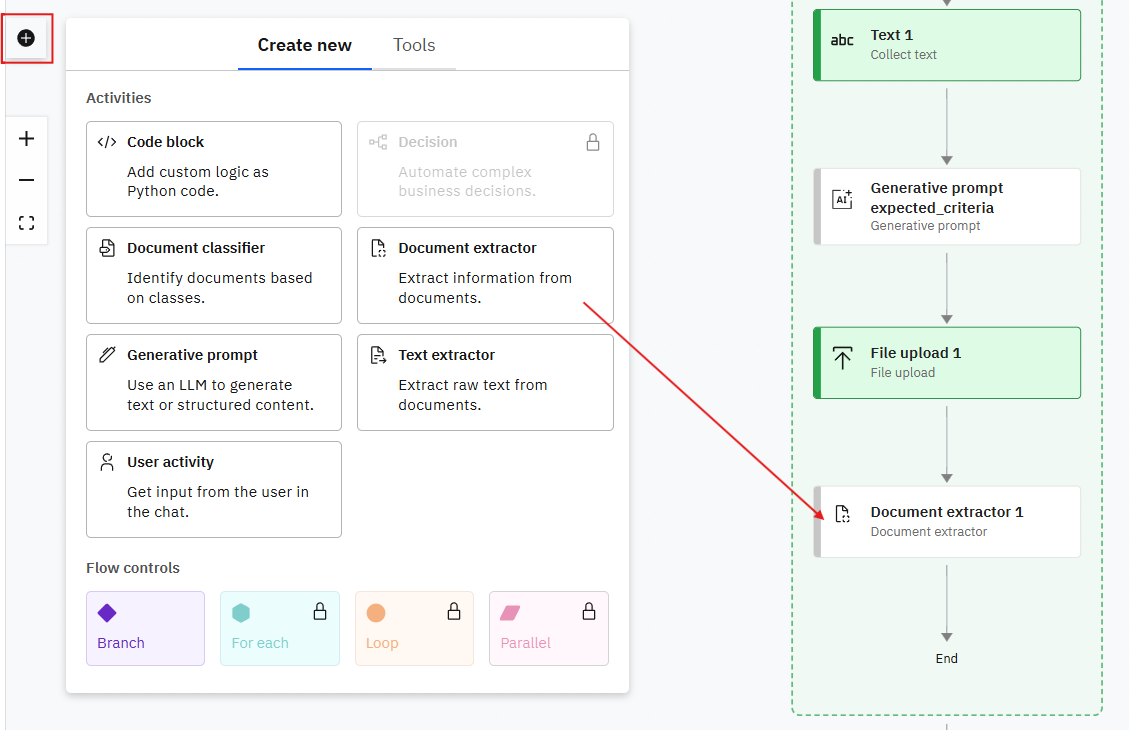 Create new
Tools
Activities
Code block
Add custom logic as
Python code.
Decision
Automate complex
business decisions.
Document classifier
Identify documents based
on classes.
Document extractor
Extract information from
documents.
Generative prompt
Use an LLM to generate
text or structured content.
Text extractor
Extract raw text from
documents.
User activity
Get input from the user in
the chat.
Flow controls
Branch
For each
Loop
Parallel
abc
Text 1
Collect text
AI
Generative prompt
expected_criteria
Generative prompt
File upload 1
File upload
Document extractor 1
Document extractor
End